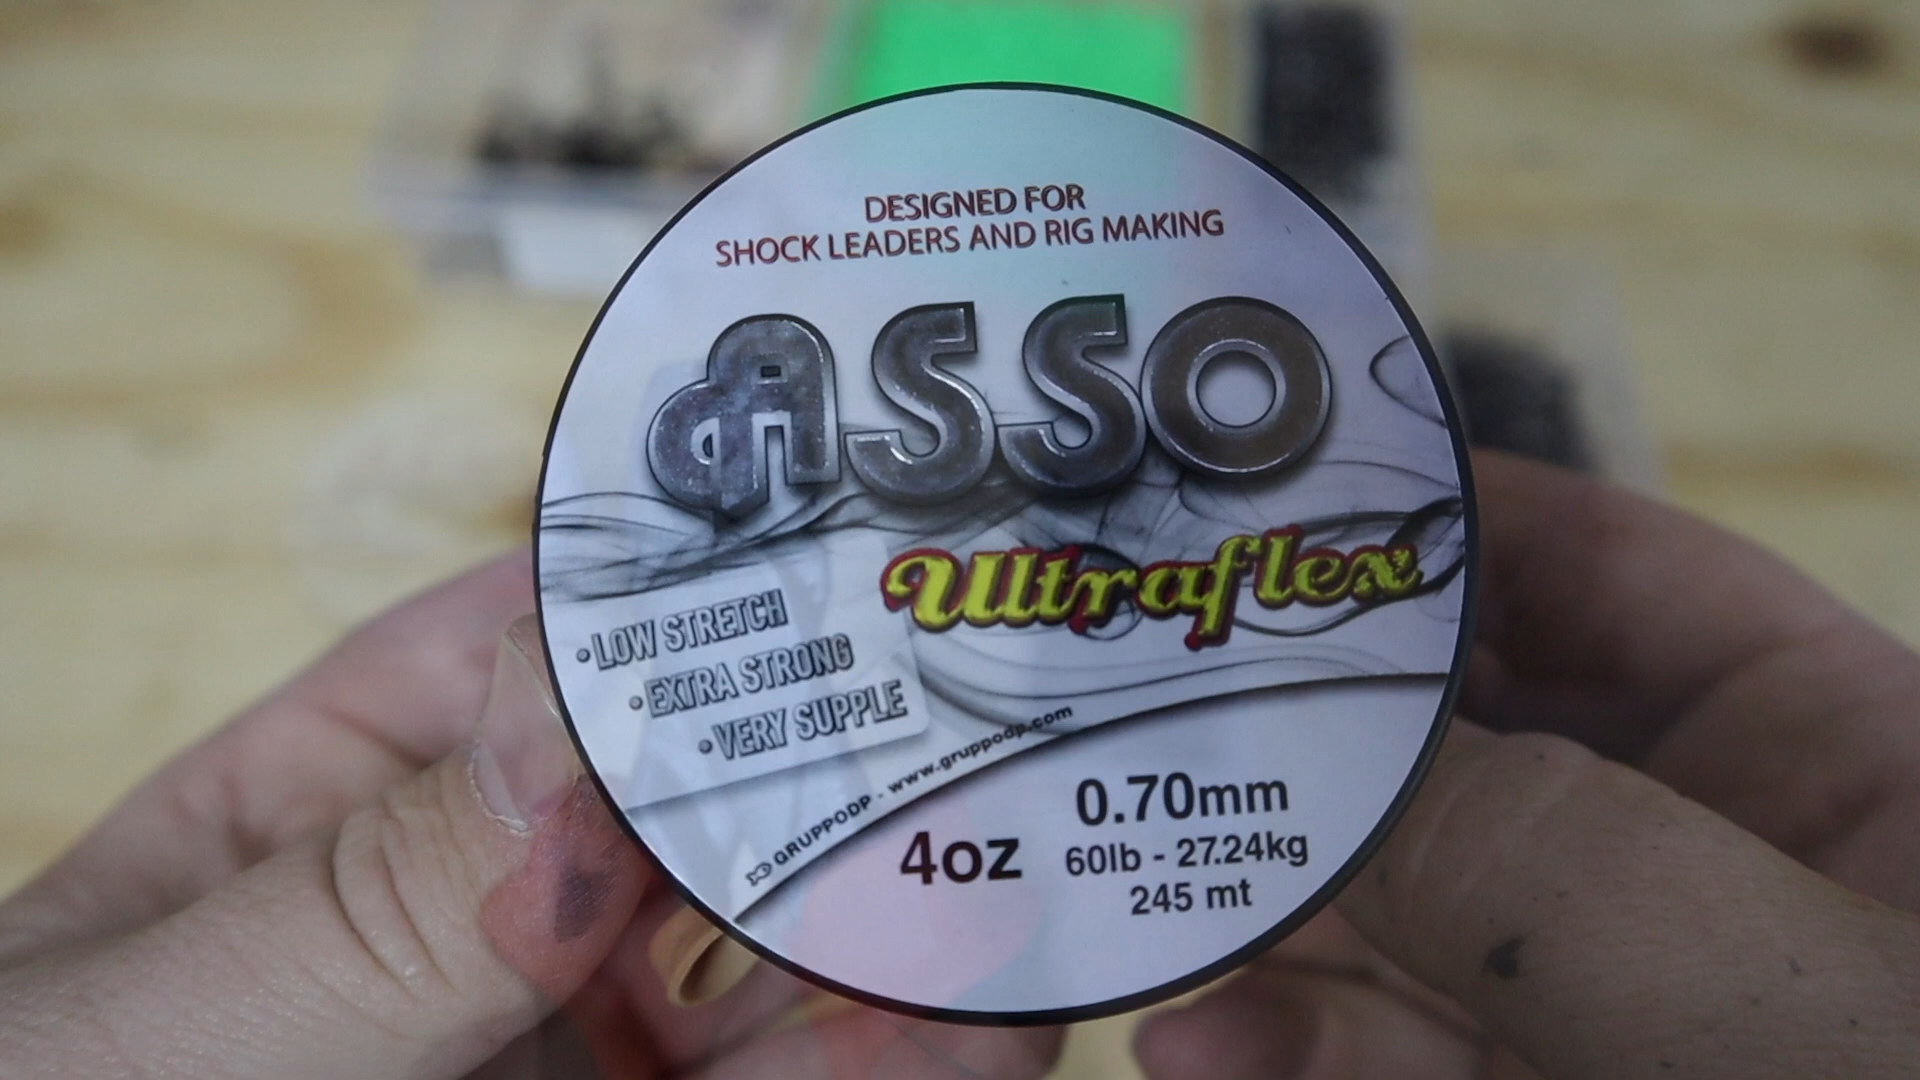 DESIGNED FOR
SHOCK LEADERS AND RIG MAKING
ASSO
Ultraflex
• LOW STRETCH
• EXTRA STRONG
• VERY SUPPLE
GRUPPODP - www.gruppodp.com
4oz
0.70mm
60lb - 27.24kg
245 mt